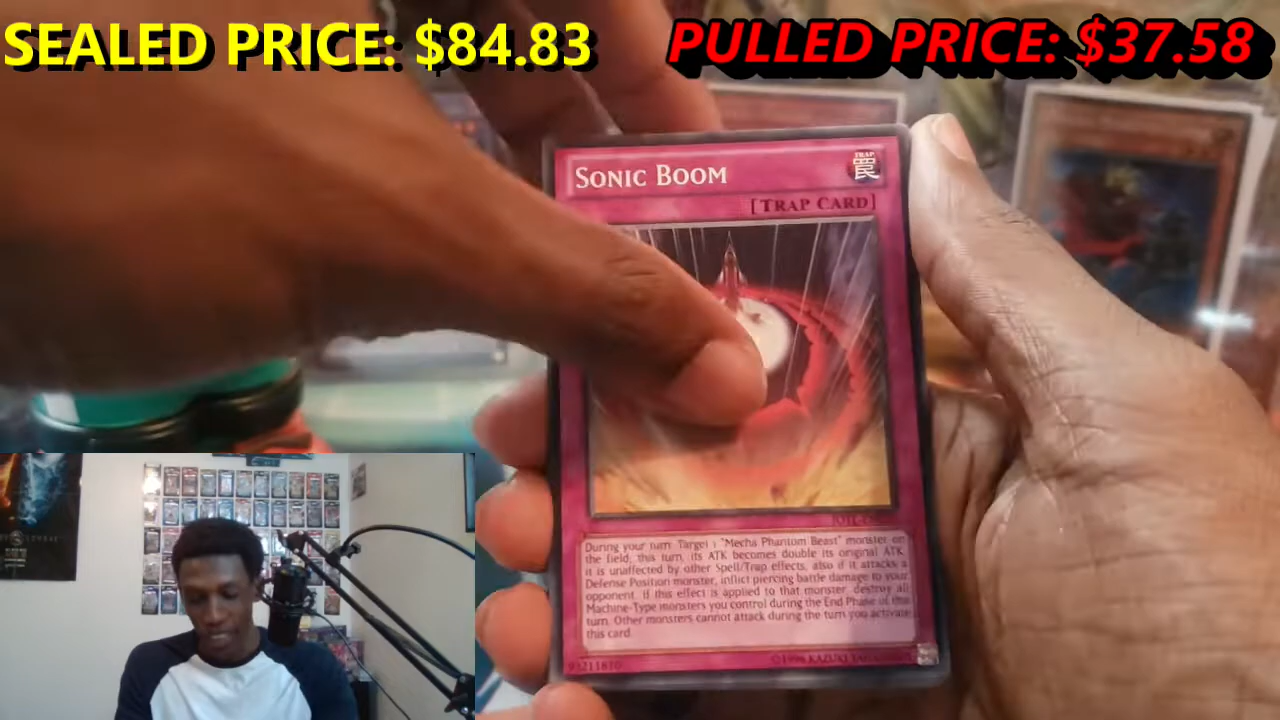 SEALED PRICE: $84.83
PULLED PRICE: $37.58
SONIC BOOM
TRAP
罠
[TRAP CARD]
During your turn: Target 1 "Mecha Phantom Beast" monster on
the field; this turn, its ATK becomes double its original ATK,
it is unaffected by other Spell/Trap effects, also if it attacks a
Defense Position monster, inflict piercing battle damage to your
opponent. If this effect is applied to that monster, destroy all
Machine-Type monsters you control during the End Phase of this
turn. Other monsters cannot attack during the turn you activate
this card.
©1996 KAZUKI